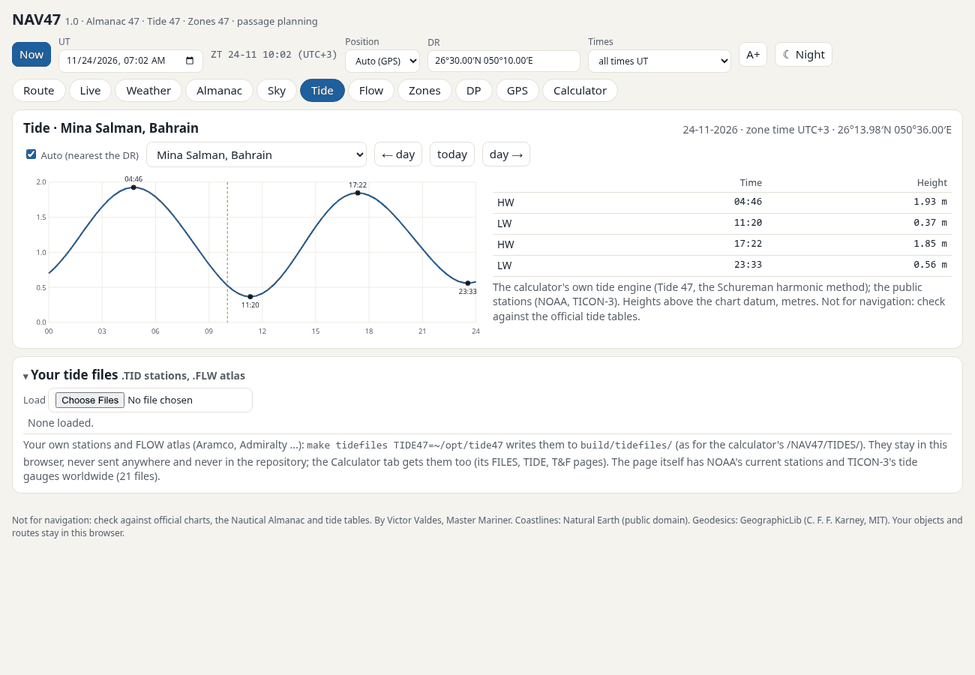 NAV47 1.0 · Almanac 47 · Tide 47 · Zones 47 · passage planning
UT Position DR Times
Now 11/24/2026, 07:02 AM ZT 24-11 10:02 (UTC+3) Auto (GPS) 26°30.00'N 050°10.00'E all times UT A+ ☾ Night
Route Live Weather Almanac Sky Tide Flow Zones DP GPS Calculator
Tide · Mina Salman, Bahrain 24-11-2026 · zone time UTC+3 · 26°13.98'N 050°36.00'E
Auto (nearest the DR) Mina Salman, Bahrain ← day today day →
04:46
17:22
11:20
23:33
2.0
1.5
1.0
0.5
0.0
00 03 06 09 12 15 18 21 24
Time Height
HW 04:46 1.93 m
LW 11:20 0.37 m
HW 17:22 1.85 m
LW 23:33 0.56 m
The calculator's own tide engine (Tide 47, the Schureman harmonic method); the public
stations (NOAA, TICON-3). Heights above the chart datum, metres. Not for navigation: check
against the official tide tables.
▾ Your tide files .TID stations, .FLW atlas
Load Choose Files No file chosen
None loaded.
Your own stations and FLOW atlas (Aramco, Admiralty ...): make tidefiles TIDE47=~/opt/tide47 writes them to build/tidefiles/ (as for the calculator's /NAV47/TIDES/). They stay in this
browser, never sent anywhere and never in the repository; the Calculator tab gets them too (its FILES, TIDE, T&F pages). The page itself has NOAA's current stations and TICON-3's tide
gauges worldwide (21 files).
Not for navigation: check against official charts, the Nautical Almanac and tide tables. By Victor Valdes, Master Mariner. Coastlines: Natural Earth (public domain). Geodesics: GeographicLib (C. F. F. Karney, MIT). Your objects and
routes stay in this browser.